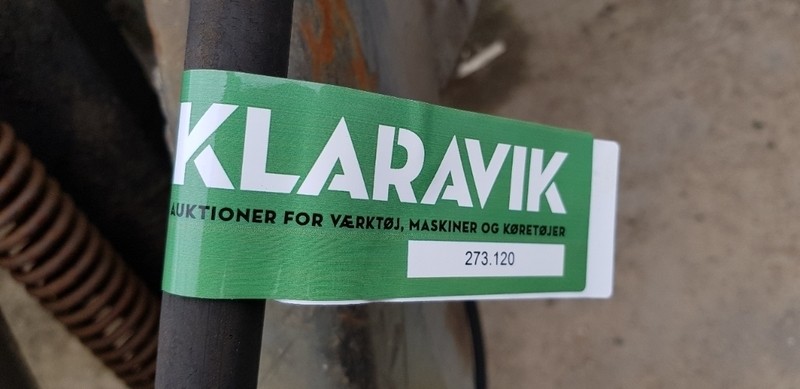 KLARAVIK
AUKTIONER FOR VÆRKTØJ, MASKINER OG KØRETØJER
273.120